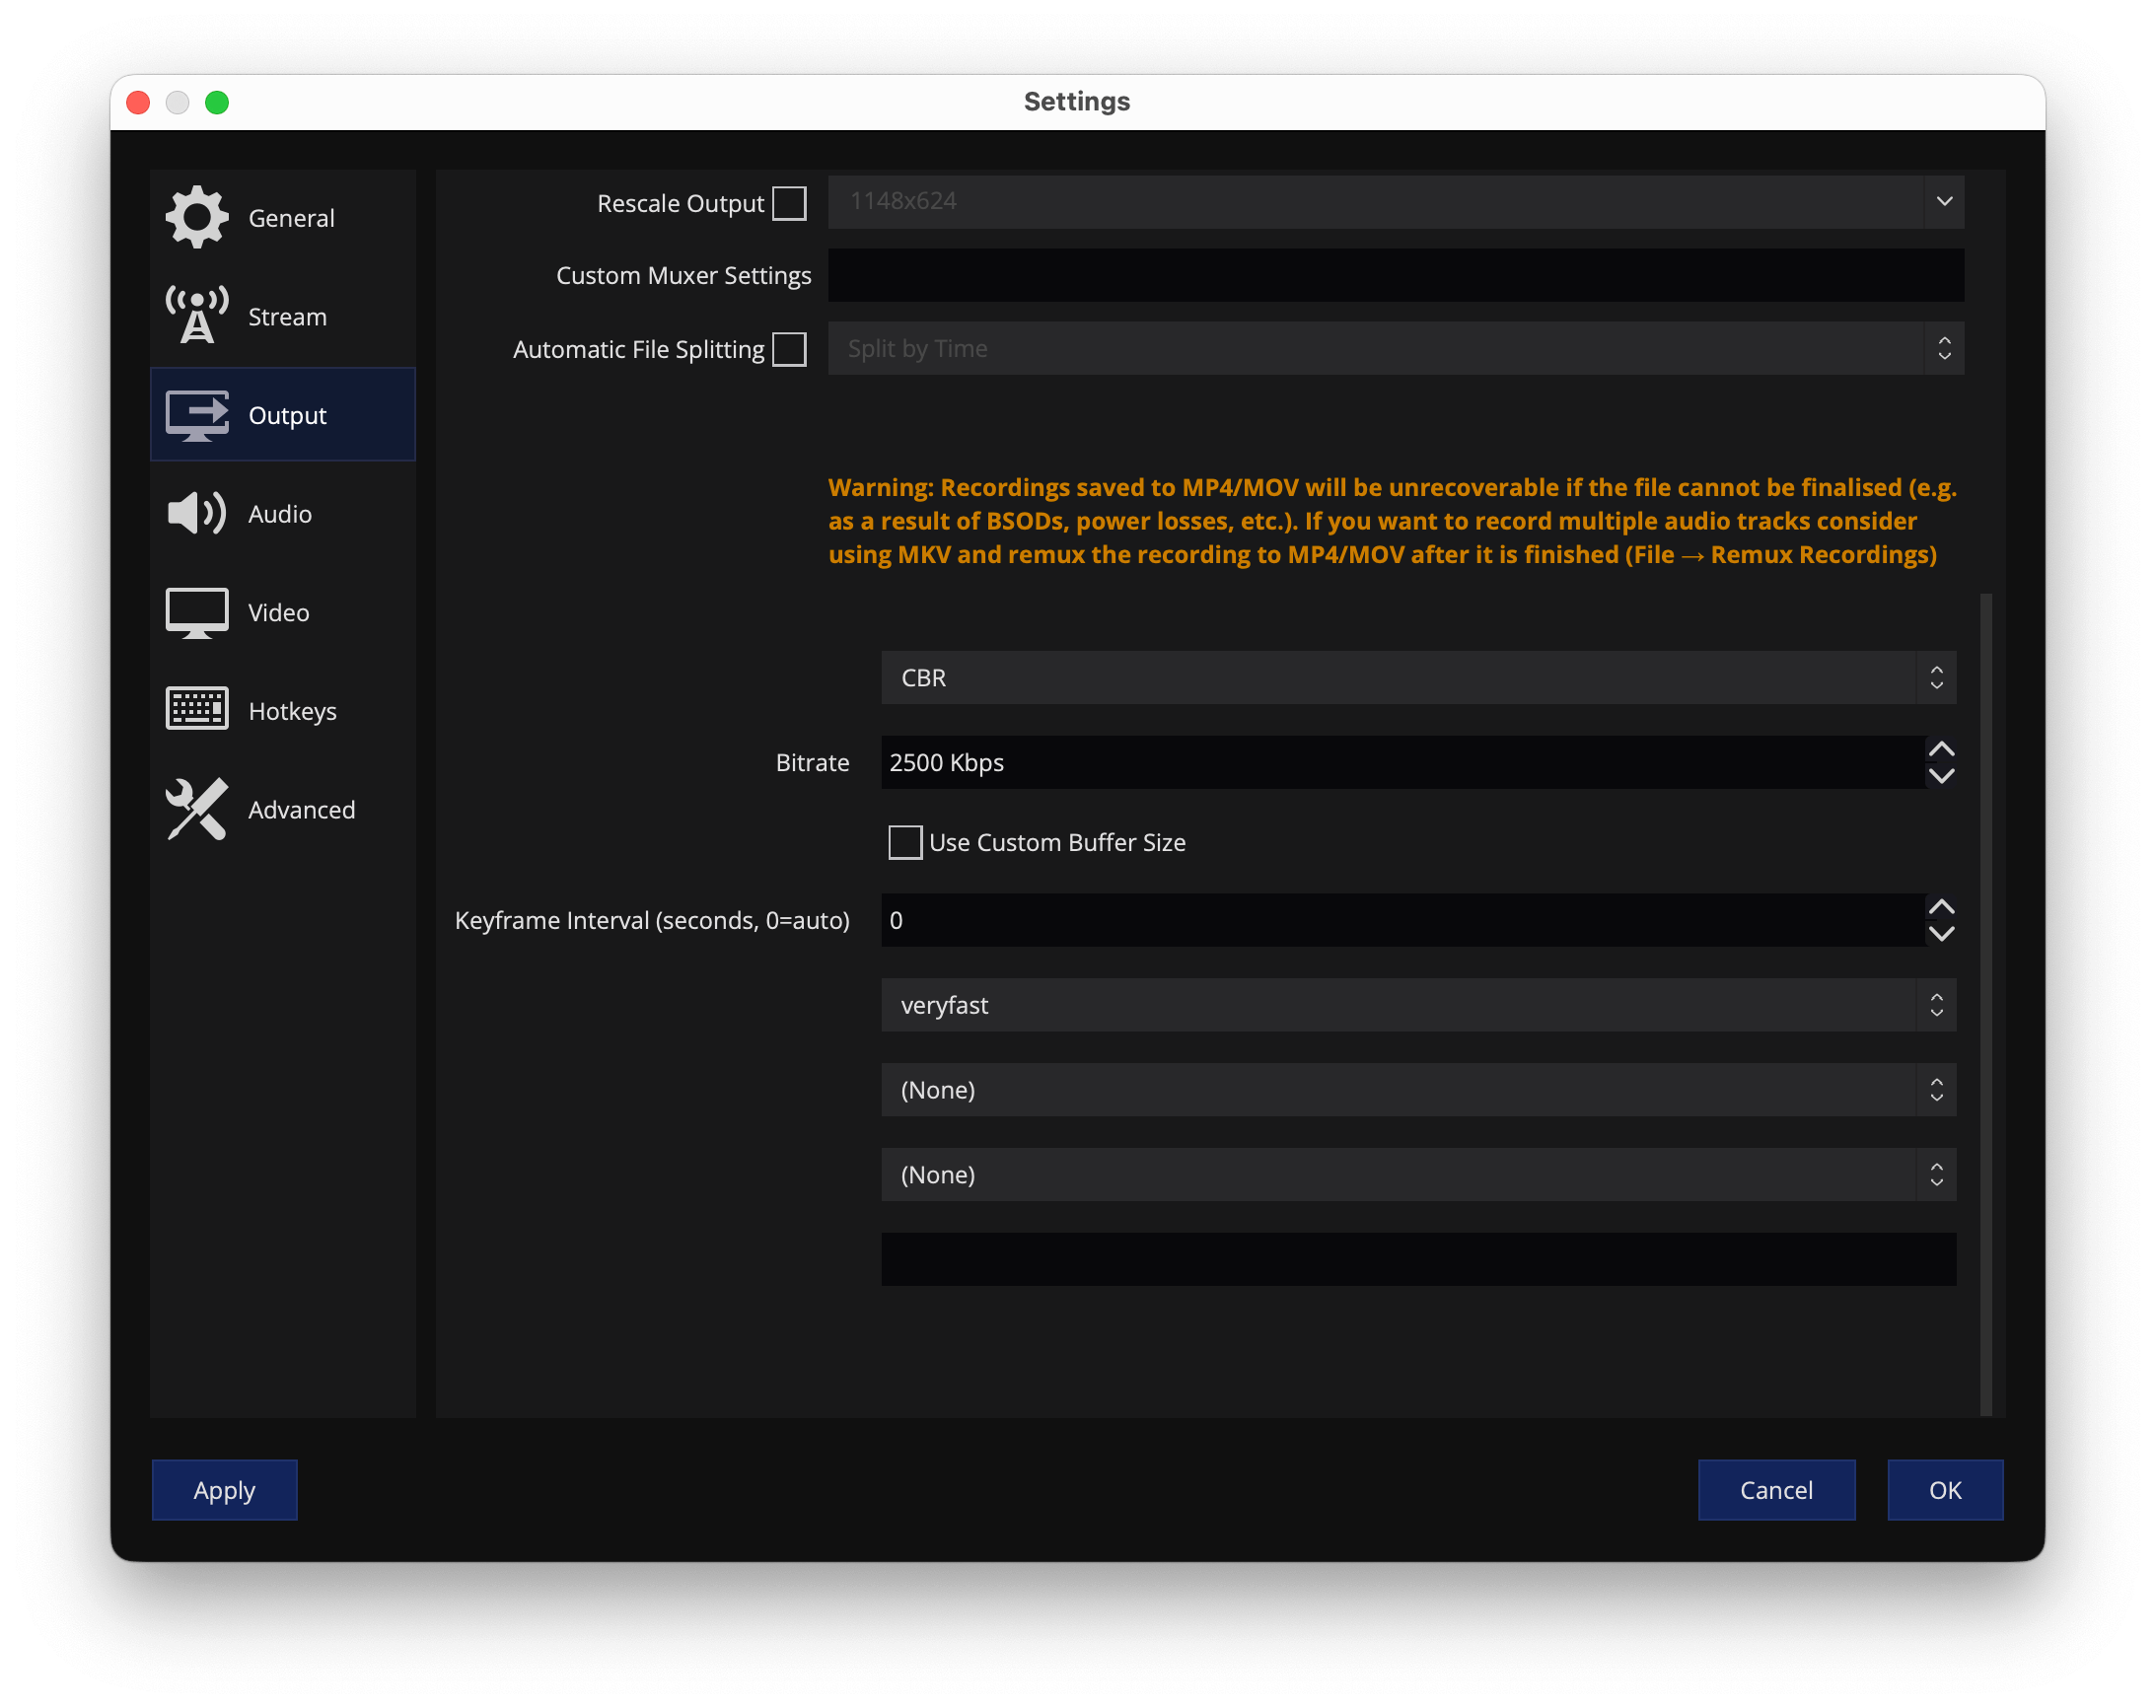 Settings
General
Stream
Output
Audio
Video
Hotkeys
Advanced
Rescale Output
1148x624
Custom Muxer Settings
Automatic File Splitting
Split by Time
Warning: Recordings saved to MP4/MOV will be unrecoverable if the file cannot be finalised (e.g.
as a result of BSODs, power losses, etc.). If you want to record multiple audio tracks consider
using MKV and remux the recording to MP4/MOV after it is finished (File → Remux Recordings)
CBR
Bitrate
2500 Kbps
Use Custom Buffer Size
Keyframe Interval (seconds, 0=auto)
0
veryfast
(None)
(None)
Apply
Cancel
OK